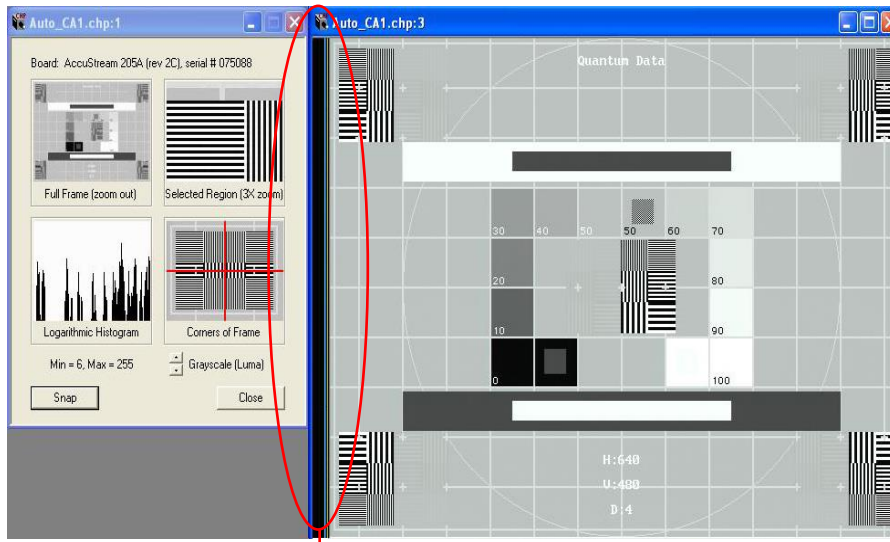 Auto_CA1.chp:1
Board: AccuStream 205A (rev 2C), serial # 075088
Full Frame (zoom out)
Selected Region (3X zoom)
Logarithmic Histogram
Corners of Frame
Min = 6, Max = 255
Grayscale (Luma)
Snap
Close
Auto_CA1.chp:3
Quantum Data
30 40 50 50 60 70
20 80
10 90
0 100
H:640
V:480
D:4